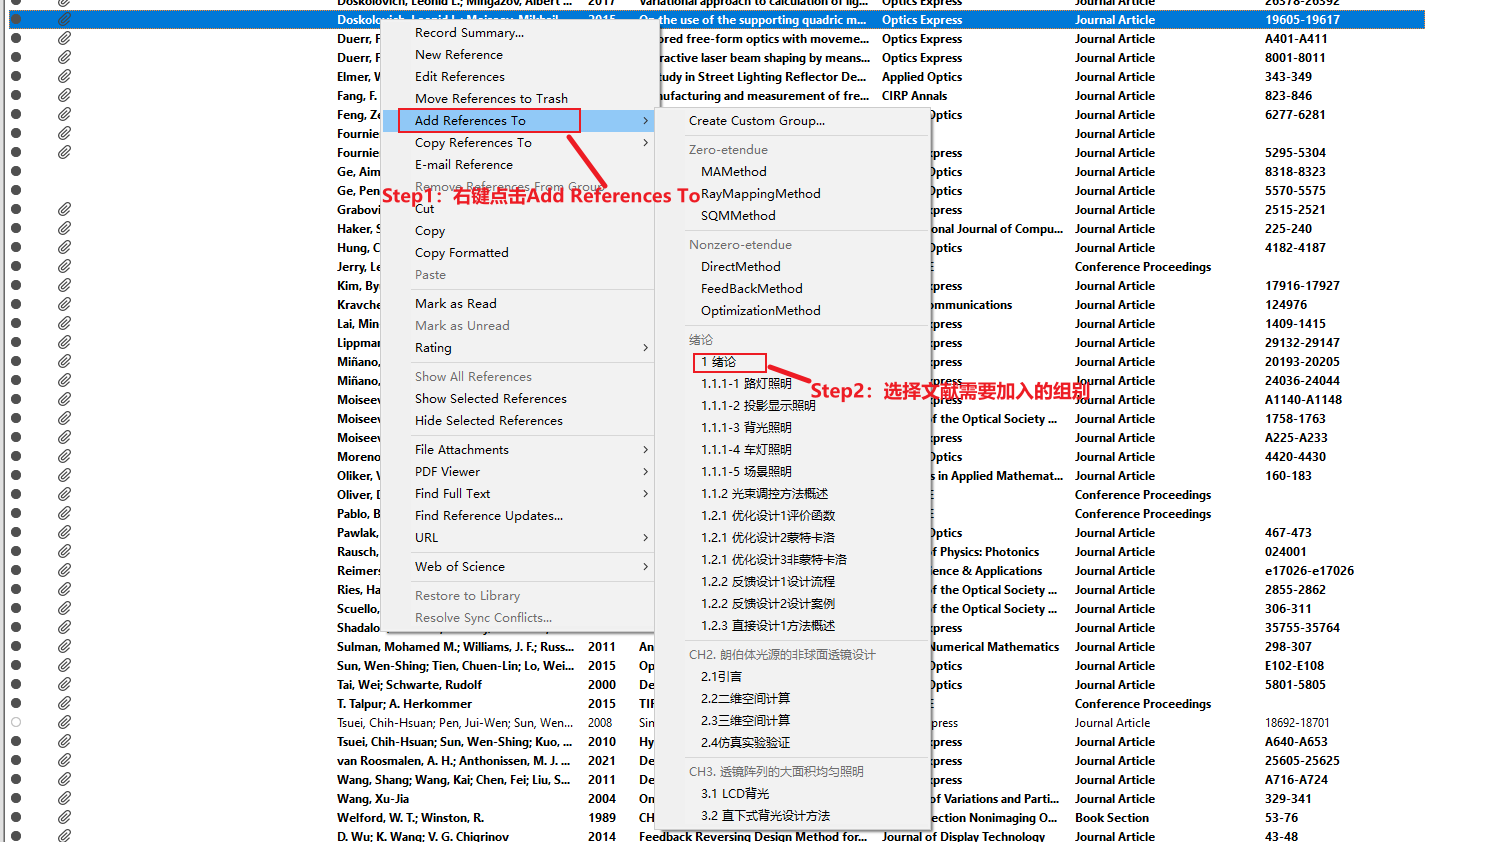 Doskolovich, Leonid L.; Mingazov, Albert ... 2017 Variational approach to calculation of lig... Optics Express Journal Article 26378-26392
Doskolovich, Leonid L.; Moiseev, Mikhail... 2015 On the use of the supporting quadric m... Optics Express Journal Article 19605-19617
Duerr, F ored free-form optics with moveme... Optics Express Journal Article A401-A411
Duerr, F ractive laser beam shaping by means... Optics Express Journal Article 8001-8011
Elmer, W tudy in Street Lighting Reflector De... Applied Optics Journal Article 343-349
Fang, F. nufacturing and measurement of fre... CIRP Annals Journal Article 823-846
Feng, Ze Optics Journal Article 6277-6281
Fournie Journal Article
Fournie xpress Journal Article 5295-5304
Ge, Aim xpress Journal Article 8318-8323
Ge, Pen Optics Journal Article 5570-5575
Grabovi xpress Journal Article 2515-2521
Haker, S onal Journal of Compu... Journal Article 225-240
Hung, C Optics Journal Article 4182-4187
Jerry, Le E Conference Proceedings
Kim, By xpress Journal Article 17916-17927
Kravche ommunications Journal Article 124976
Lai, Min xpress Journal Article 1409-1415
Lippmar xpress Journal Article 29132-29147
Miñano, xpress Journal Article 20193-20205
Miñano, xpress Journal Article 24036-24044
Moiseev xpress Journal Article A1140-A1148
Moiseev f the Optical Society ... Journal Article 1758-1763
Moiseev xpress Journal Article A225-A233
Moreno Optics Journal Article 4420-4430
Oliker, V s in Applied Mathemat... Journal Article 160-183
Oliver, D E Conference Proceedings
Pablo, B E Conference Proceedings
Pawlak, Optics Journal Article 467-473
Rausch, of Physics: Photonics Journal Article 024001
Reimers ence & Applications Journal Article e17026-e17026
Ries, Ha f the Optical Society ... Journal Article 2855-2862
Scuello, f the Optical Society ... Journal Article 306-311
Shadalo xpress Journal Article 35755-35764
Sulman, Mohamed M.; Williams, J. F.; Russ... 2011 An Numerical Mathematics Journal Article 298-307
Sun, Wen-Shing; Tien, Chuen-Lin; Lo, Wei... 2015 Op Optics Journal Article E102-E108
Tai, Wei; Schwarte, Rudolf 2000 De Optics Journal Article 5801-5805
T. Talpur; A. Herkommer 2015 TIF E Conference Proceedings
Tsuei, Chih-Hsuan; Pen, Jui-Wen; Sun, Wen... 2008 Sin xpress Journal Article 18692-18701
Tsuei, Chih-Hsuan; Sun, Wen-Shing; Kuo, ... 2010 Hy xpress Journal Article A640-A653
van Roosmalen, A. H.; Anthonissen, M. J. ... 2021 De xpress Journal Article 25605-25625
Wang, Shang; Wang, Kai; Chen, Fei; Liu, S... 2011 De xpress Journal Article A716-A724
Wang, Xu-Jia 2004 On of Variations and Parti... Journal Article 329-341
Welford, W. T.; Winston, R. 1989 CH ection Nonimaging O... Book Section 53-76
D. Wu; K. Wang; V. G. Chigrinov 2014 Feedback Reversing Design Method for... Journal of Display Technology Journal Article 43-48
Record Summary...
New Reference
Edit References
Move References to Trash
Add References To
Copy References To
E-mail Reference
Remove References From Group
Step1：右键点击Add References To
Cut
Copy
Copy Formatted
Paste
Mark as Read
Mark as Unread
Rating
Show All References
Show Selected References
Hide Selected References
File Attachments
PDF Viewer
Find Full Text
Find Reference Updates...
URL
Web of Science
Restore to Library
Resolve Sync Conflicts...
Create Custom Group...
Zero-etendue
MAMethod
RayMappingMethod
SQMMethod
Nonzero-etendue
DirectMethod
FeedBackMethod
OptimizationMethod
绪论
1 绪论
1.1.1-1 路灯照明
Step2：选择文献需要加入的组别
1.1.1-2 投影显示照明
1.1.1-3 背光照明
1.1.1-4 车灯照明
1.1.1-5 场景照明
1.1.2 光束调控方法概述
1.2.1 优化设计1评价函数
1.2.1 优化设计2蒙特卡洛
1.2.1 优化设计3非蒙特卡洛
1.2.2 反馈设计1设计流程
1.2.2 反馈设计2设计案例
1.2.3 直接设计1方法概述
CH2. 朗伯体光源的非球面透镜设计
2.1引言
2.2二维空间计算
2.3三维空间计算
2.4仿真实验验证
CH3. 透镜阵列的大面积均匀照明
3.1 LCD背光
3.2 直下式背光设计方法